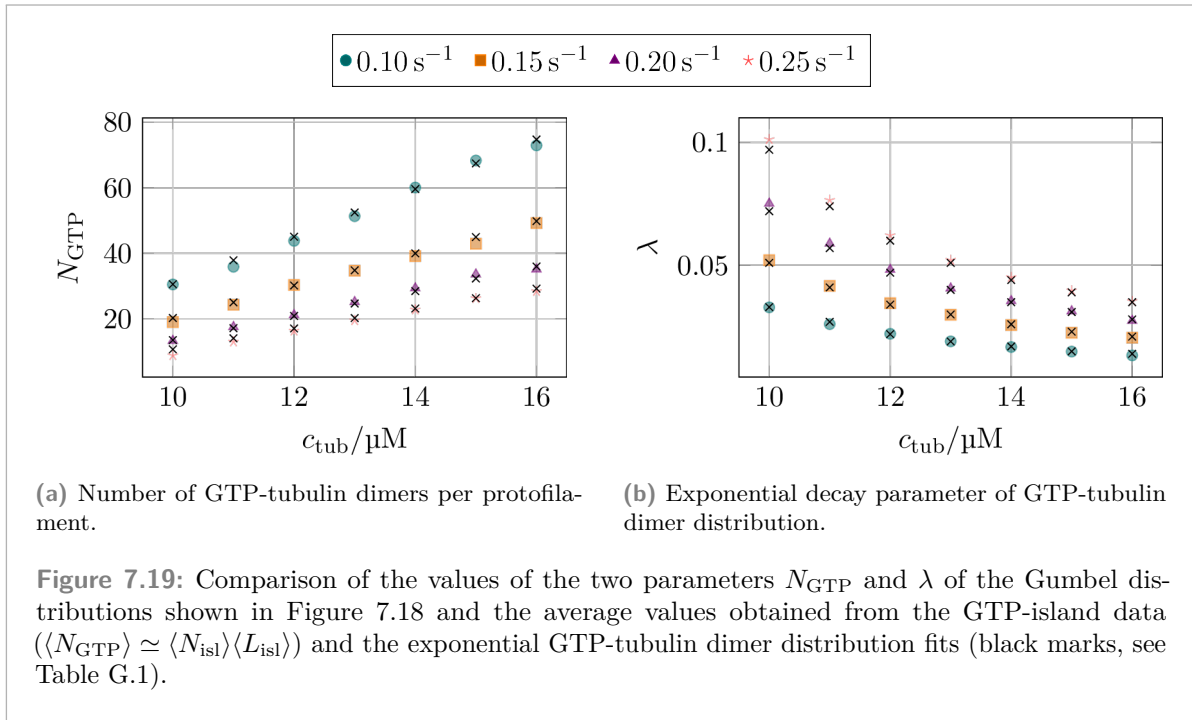 0.10 s⁻¹ 0.15 s⁻¹ 0.20 s⁻¹ 0.25 s⁻¹
80
60
40
20
N_GTP
10 12 14 16
c_tub/µM
0.1
0.05
λ
10 12 14 16
c_tub/µM
(a) Number of GTP-tubulin dimers per protofila-
ment.
(b) Exponential decay parameter of GTP-tubulin
dimer distribution.
Figure 7.19: Comparison of the values of the two parameters N_GTP and λ of the Gumbel dis-
tributions shown in Figure 7.18 and the average values obtained from the GTP-island data
(⟨N_GTP⟩ ≃ ⟨N_isl⟩⟨L_isl⟩) and the exponential GTP-tubulin dimer distribution fits (black marks, see
Table G.1).